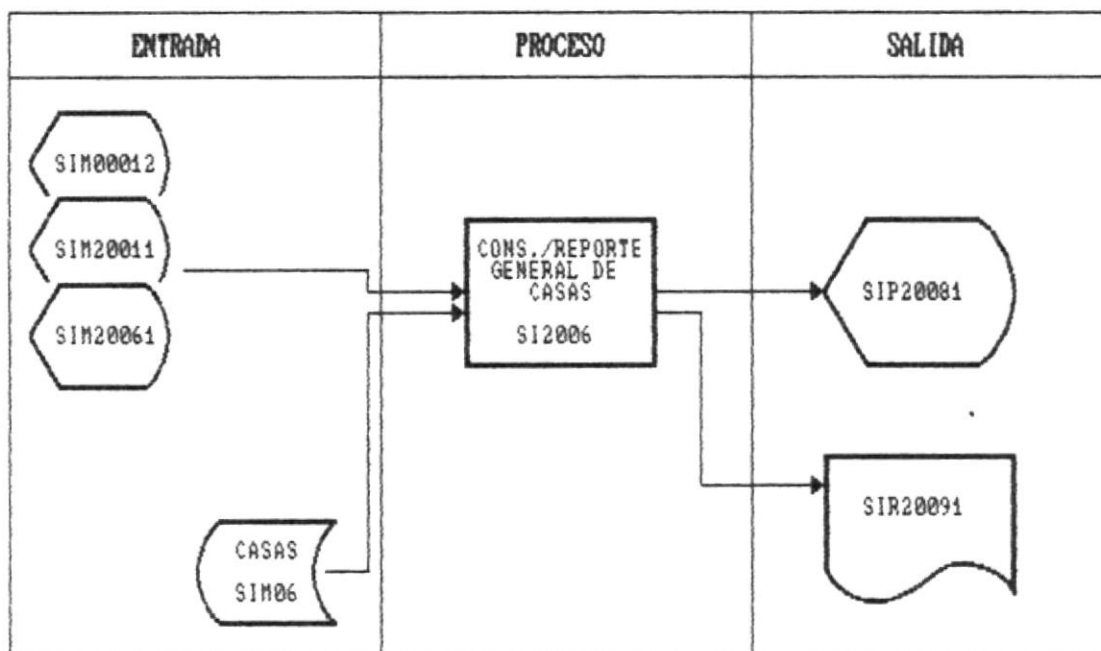 ENTRADA
PROCESO
SALIDA
SIM00012
SIM20011
SIM20061
CASAS
SIM06
CONS./REPORTE
GENERAL DE
CASAS
SI2006
SIP20081
SIR20091